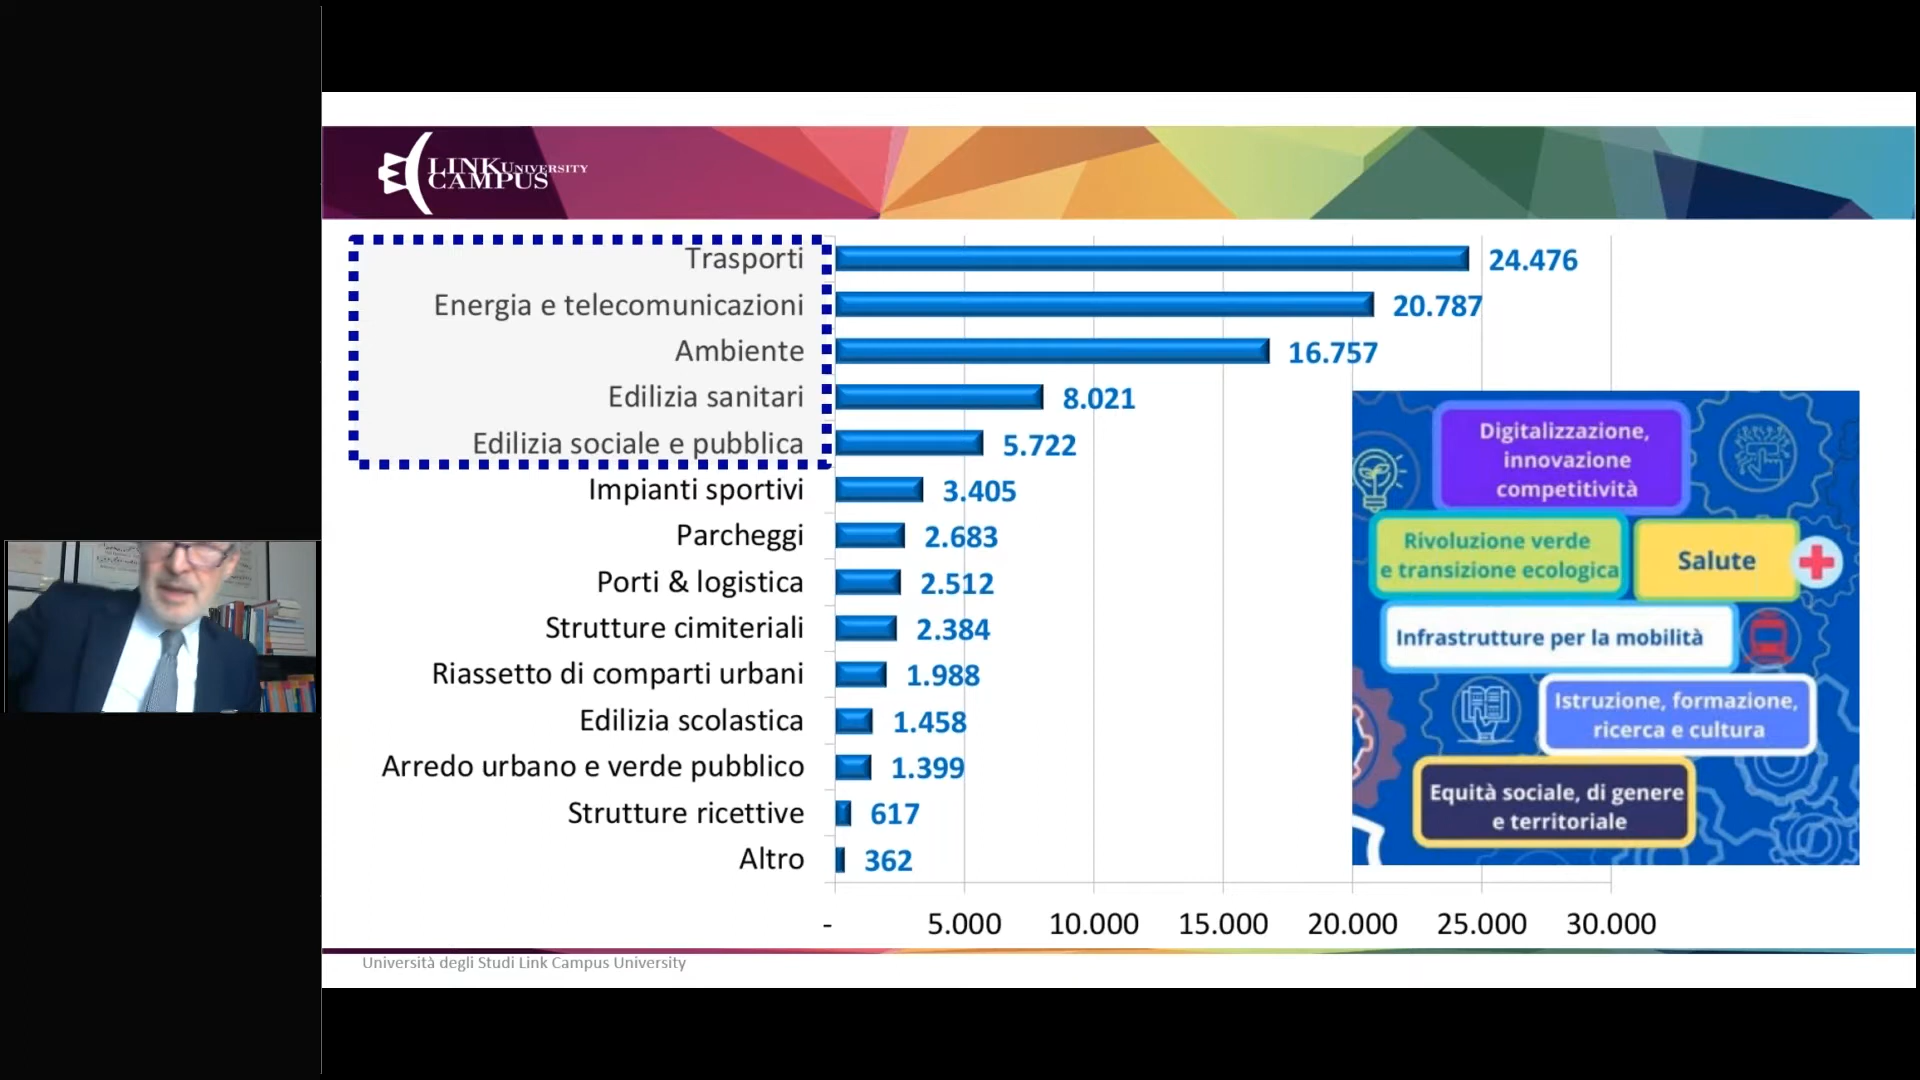 LINK UNIVERSITY
CAMPUS
Trasporti 24.476
Energia e telecomunicazioni 20.787
Ambiente 16.757
Edilizia sanitari 8.021
Edilizia sociale e pubblica 5.722
Impianti sportivi 3.405
Parcheggi 2.683
Porti & logistica 2.512
Strutture cimiteriali 2.384
Riassetto di comparti urbani 1.988
Edilizia scolastica 1.458
Arredo urbano e verde pubblico 1.399
Strutture ricettive 617
Altro 362
- 5.000 10.000 15.000 20.000 25.000 30.000
Digitalizzazione,
innovazione
competitività
Rivoluzione verde
e transizione ecologica
Salute
Infrastrutture per la mobilità
Istruzione, formazione,
ricerca e cultura
Equità sociale, di genere
e territoriale
Università degli Studi Link Campus University